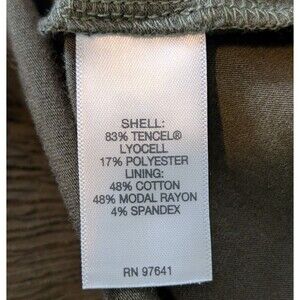 SHELL:
83% TENCEL®
LYOCELL
17% POLYESTER
LINING:
48% COTTON
48% MODAL RAYON
4% SPANDEX
RN 97641